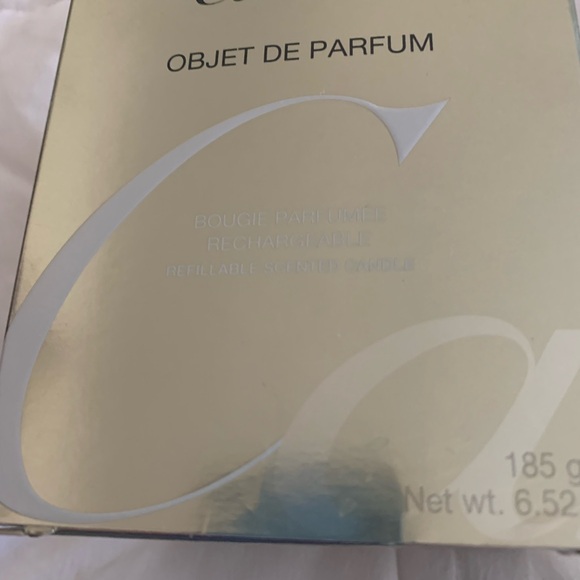 OBJET DE PARFUM
BOUGIE PARFUMÉE
RECHARGEABLE
REFILLABLE SCENTED CANDLE
185 g
Net wt. 6.52